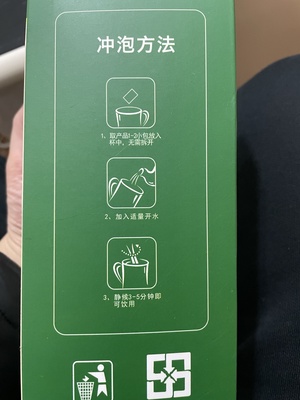 冲泡方法
1、取产品1-2小包放入
杯中，无需拆开
2、加入适量开水
3、静候3-5分钟即
可饮用